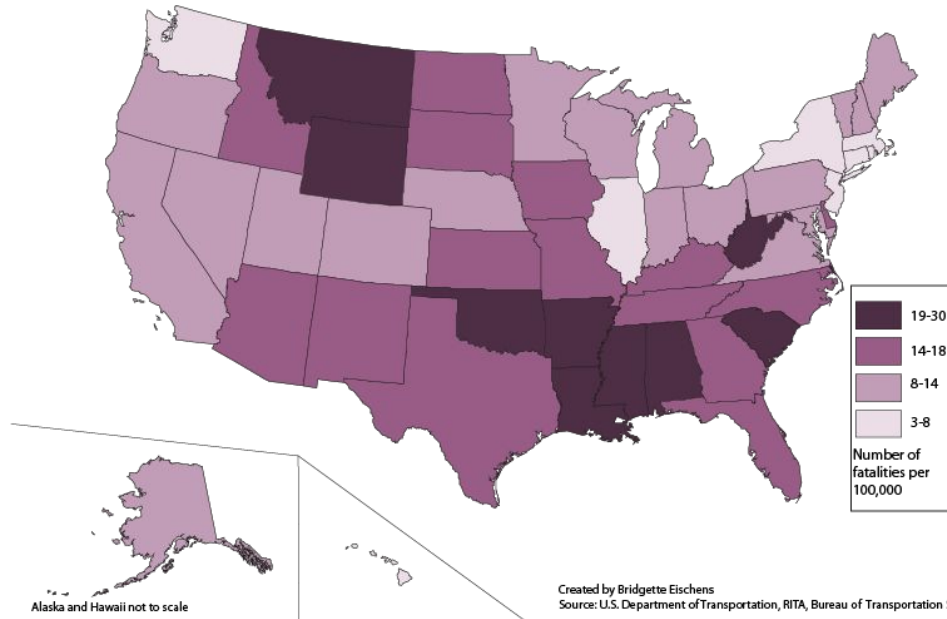 19-30
14-18
8-14
3-8
Number of
fatalities per
100,000
Alaska and Hawaii not to scale
Created by Bridgette Eischens
Source: U.S. Department of Transportation, RITA, Bureau of Transportation